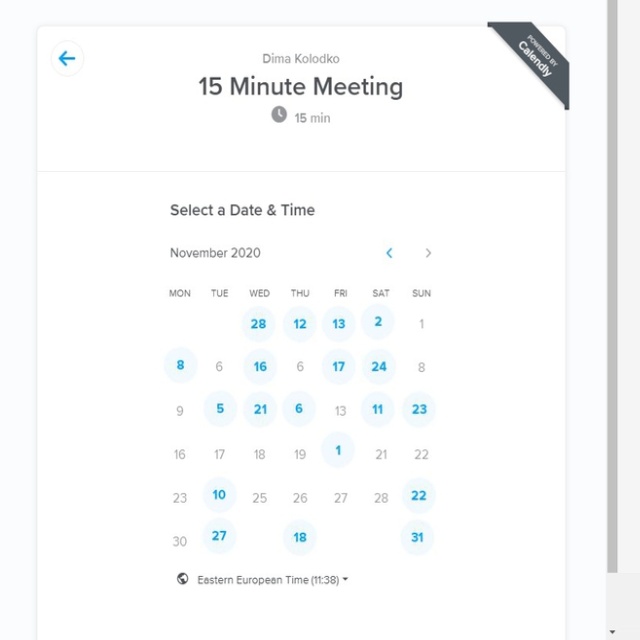 POWERED BY
Calendly
Dima Kolodko
15 Minute Meeting
15 min
Select a Date & Time
November 2020
MON TUE WED THU FRI SAT SUN
28 12 13 2 1
8 6 16 6 17 24 8
9 5 21 6 13 11 23
16 17 18 19 1 21 22
23 10 25 26 27 28 22
30 27 18 31
Eastern European Time (11:38)